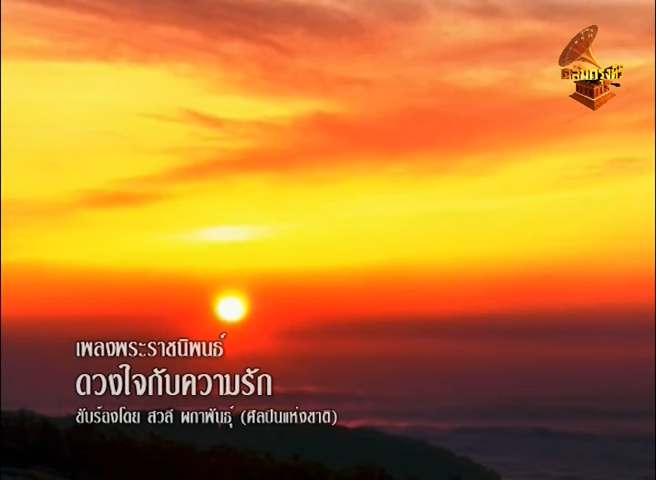 เพลงพระราชนิพนธ์
ดวงใจกับความรัก
ขับร้องโดย สวลี ผกาพันธุ์ (ศิลปินแห่งชาติ)